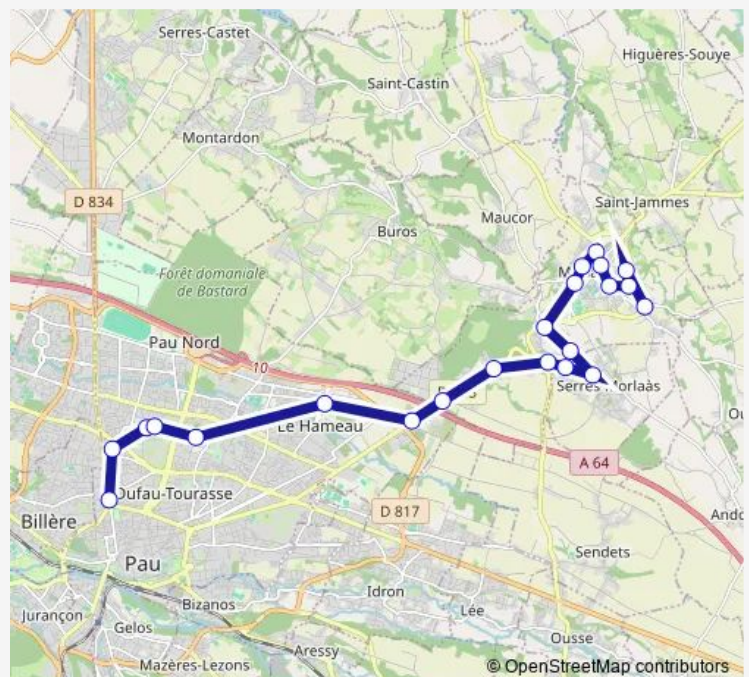 Serres-Castet
Higuères-Souye
Saint-Castin
Montardon
D 834
Saint-Jammes
Maucor
Buros
Forêt domaniale
de Bastard
Pau Nord
10
Serres-Morlaàs
Le Hameau
A 64
Dufau-Tourasse
D 817
Billère
Pau
Sendets
Idron
Lée
Bizanos
Jurançon
Gelos
Ousse
Aressy
Mazères-Lezons
© OpenStreetMap contributors